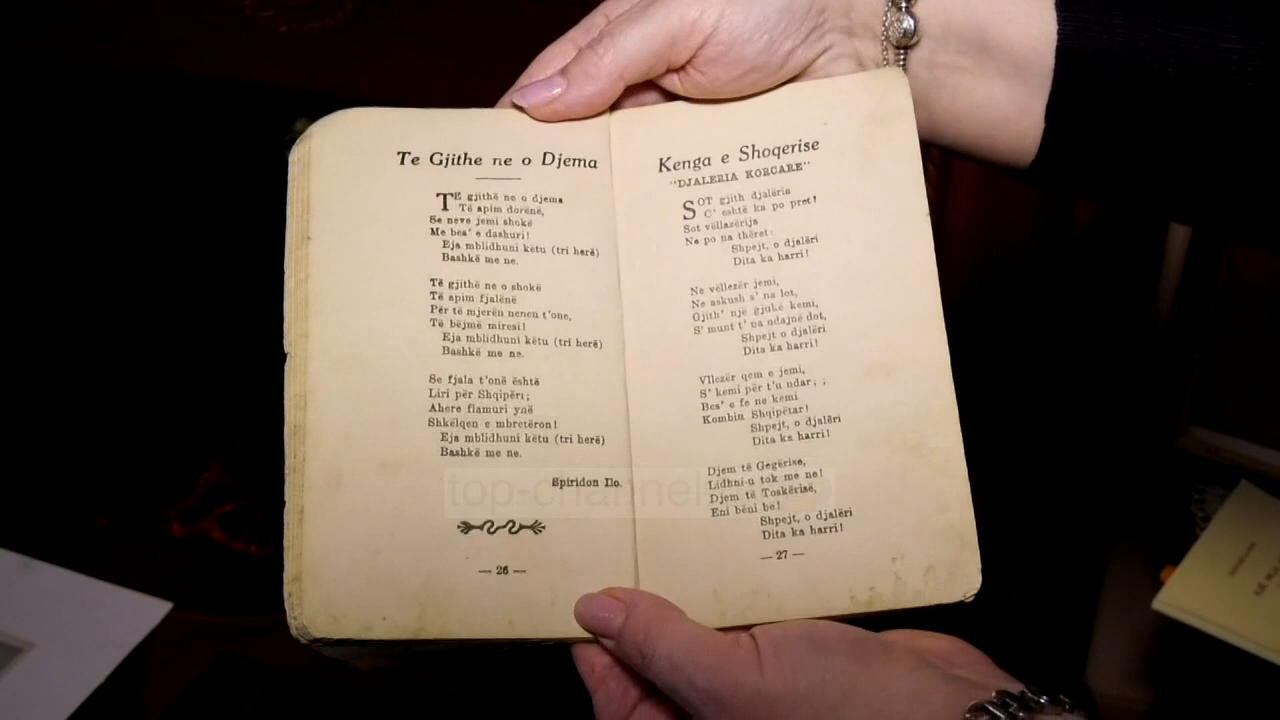 Te Gjithe ne o Djema
TË gjithë ne o djema
Të apim dorënë,
Se neve jemi shokë
Me bes' e dashuri!
Eja mblidhuni këtu (tri herë)
Bashkë me ne.
Të gjithë ne o shokë
Të apim fjalënë
Për të mjerën nenen t'one,
Të bëjmë miresi!
Eja mblidhuni këtu (tri herë)
Bashkë me ne.
Se fjala t'onë është
Liri për Shqipëri;
Ahere flamuri ynë
Shkëlqen e mbretëron!
Eja mblidhuni këtu (tri herë)
Bashkë me ne.
Spiridon Ilo.
— 26 —
Kenga e Shoqerise
"DJALERIA KORCARE"
SOT gjith djalëria
C' eshtë ka po pret!
Sot vëllazërija
Ne po na thëret:
Shpejt, o djalëri
Dita ka harri!
Ne vëllezër jemi,
Ne askush s' na lot,
Gjith' një gjukë kemi,
S' munt t' na ndajnë dot,
Shpejt o djalëri
Dita ka harri!
Vllezër qem e jemi,
S' kemi për t'u ndar; ;
Bes' e fe ne kemi
Kombin Shqipëtar!
Shpejt, o djalëri
Dita ka harri!
Djem të Gegërise,
Lidhni-u tok me ne!
Djem të Toskërisë,
Eni bëni be!
Shpejt, o djalëri
Dita ka harri!
— 27 —
top-channel